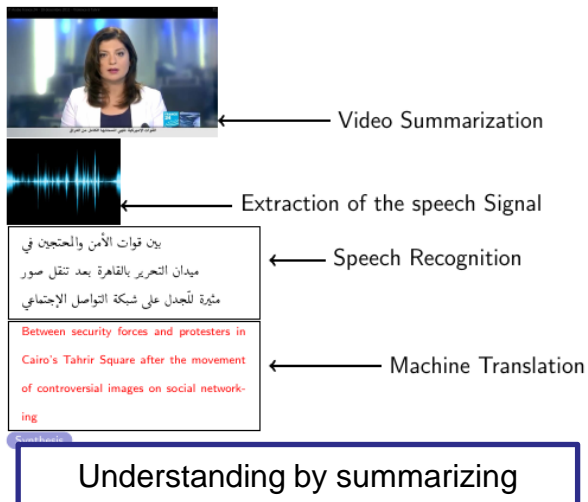 Video Summarization
Extraction of the speech Signal
بين قوات الأمن والمحتجين في
ميدان التحرير بالقاهرة بعد تنقل صور
مثيرة للّجدل على شبكة التواصل الإجتماعي
Speech Recognition
Between security forces and protesters in
Cairo's Tahrir Square after the movement
of controversial images on social network-
ing
Machine Translation
Synthesis
Understanding by summarizing